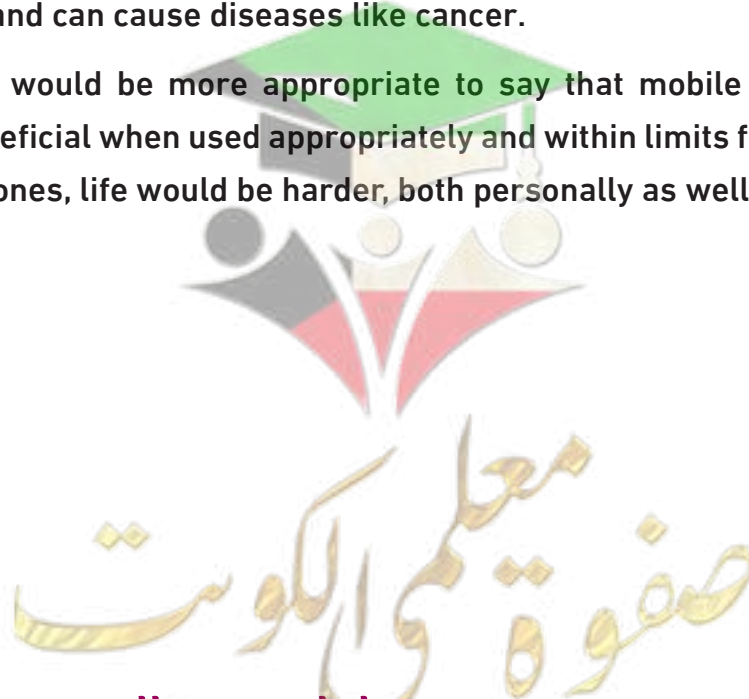 and can cause diseases like cancer.
would be more appropriate to say that mobile
eficial when used appropriately and within limits f
ones, life would be harder, both personally as well
صفوة معلمى الكويت